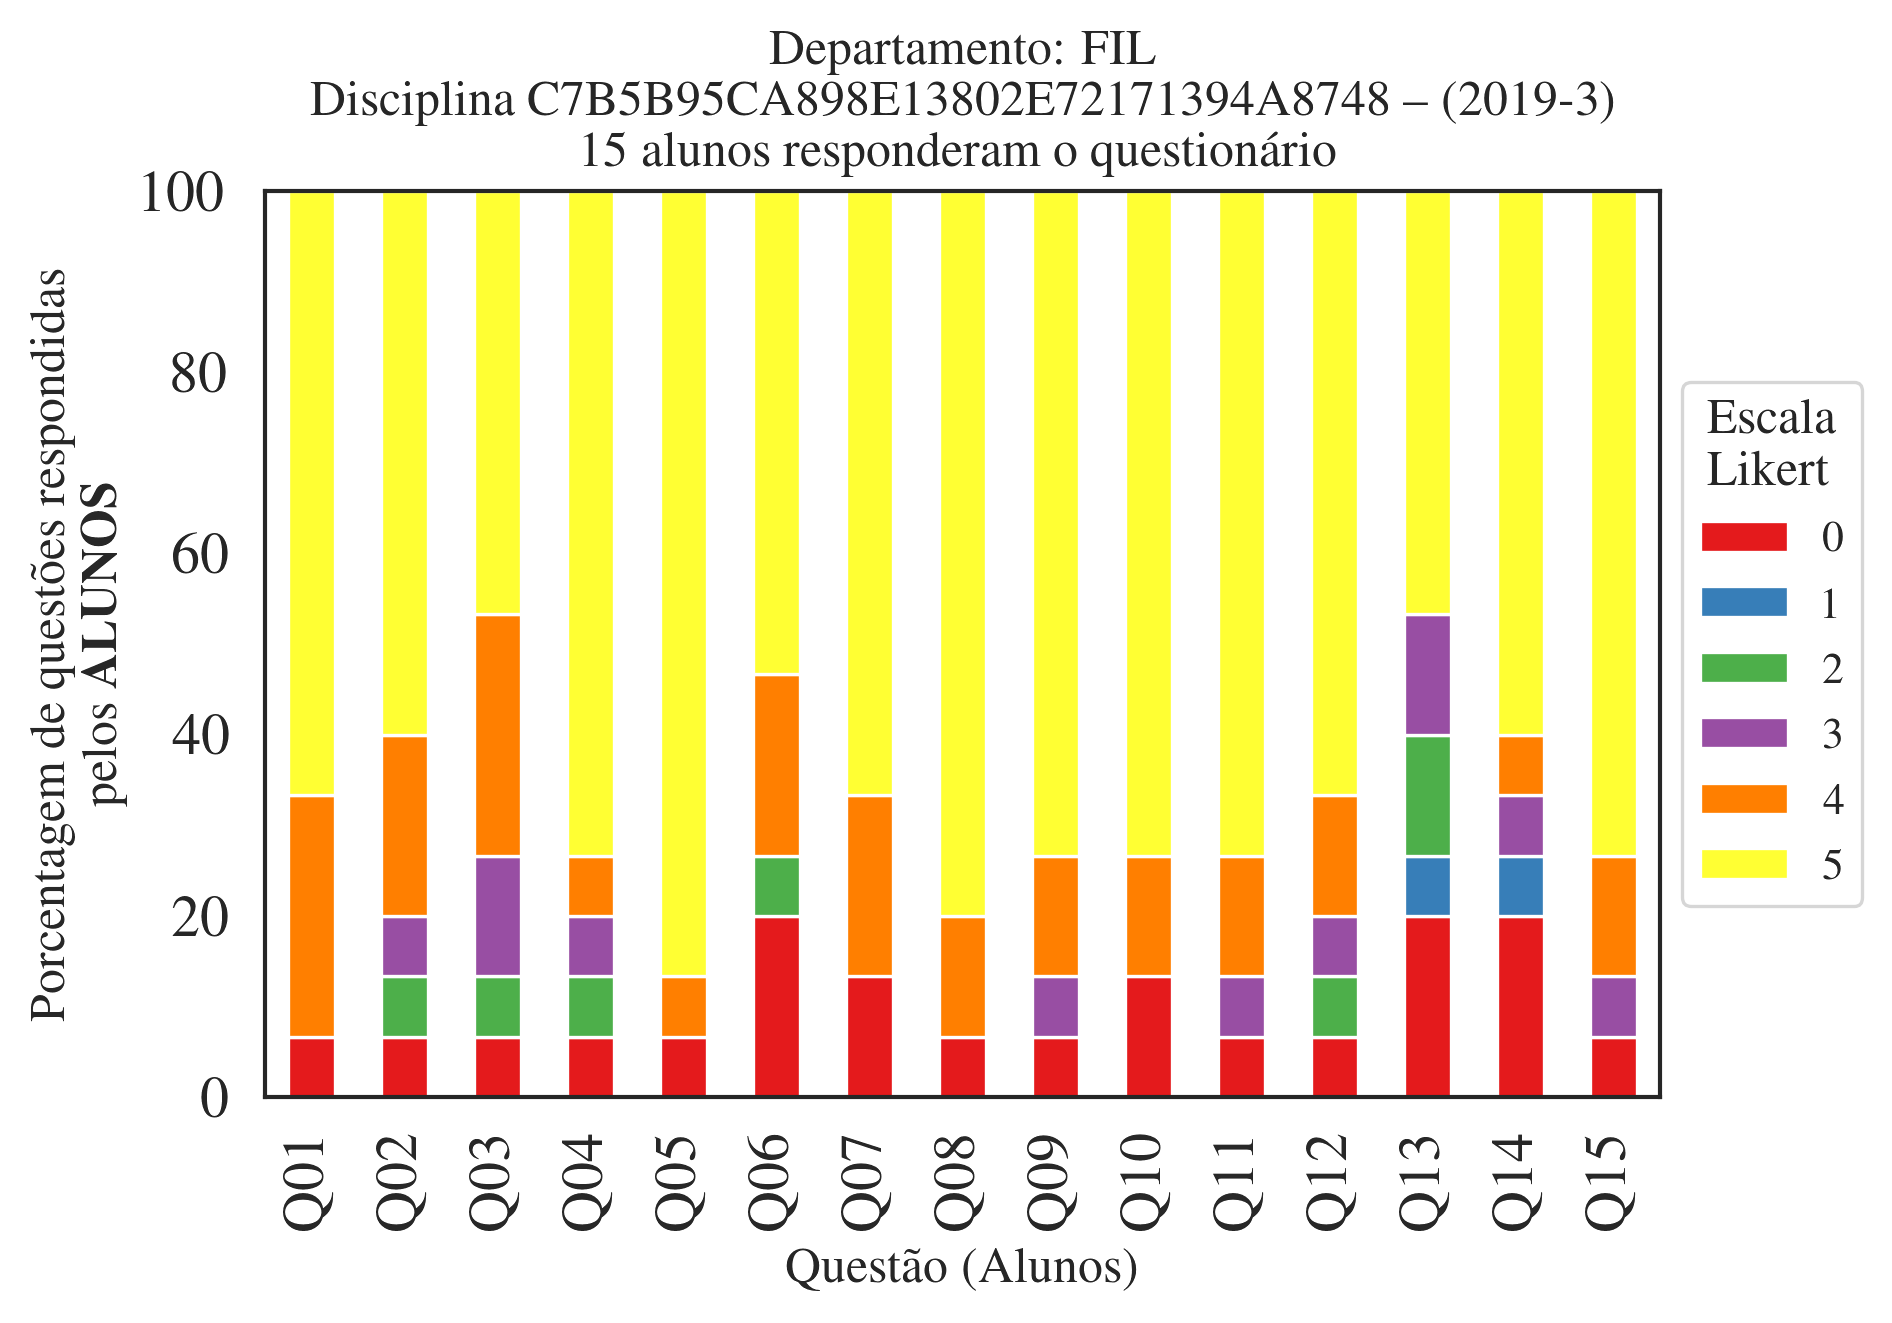 Departamento: FIL
Disciplina C7B5B95CA898E13802E72171394A8748 – (2019-3)
15 alunos responderam o questionário
100
80
60
40
20
0
Porcentagem de questões respondidas
pelos ALUNOS
Q01
Q02
Q03
Q04
Q05
Q06
Q07
Q08
Q09
Q10
Q11
Q12
Q13
Q14
Q15
Questão (Alunos)
Escala
Likert
0
1
2
3
4
5